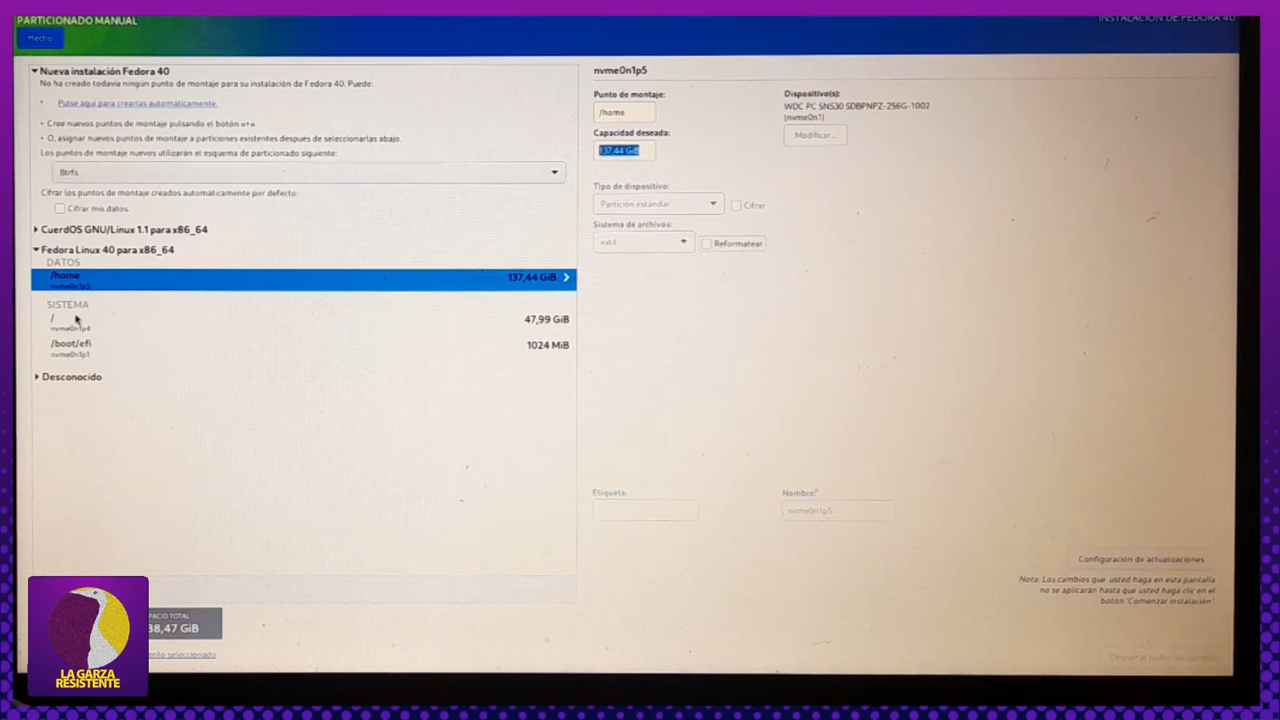 PARTICIONADO MANUAL
INSTALACIÓN DE FEDORA 40
Hecho
Nueva instalación Fedora 40
No ha creado todavía ningún punto de montaje para su instalación de Fedora 40. Puede:
Pulse aquí para crearlas automáticamente.
• Cree nuevos puntos de montaje pulsando el botón «+».
• O, asignar nuevos puntos de montaje a particiones existentes después de seleccionarlas abajo.
Los puntos de montaje nuevos utilizarán el esquema de particionado siguiente:
Btrfs
Cifrar los puntos de montaje creados automáticamente por defecto:
Cifrar mis datos.
CuerdOS GNU/Linux 1.1 para x86_64
Fedora Linux 40 para x86_64
DATOS
/home 137,44 GiB
nvme0n1p5
SISTEMA
/ 47,99 GiB
nvme0n1p4
/boot/efi 1024 MiB
nvme0n1p1
Desconocido
PACIO TOTAL
38,47 GiB
ento seleccionado
nvme0n1p5
Punto de montaje:
/home
Capacidad deseada:
137,44 GiB
Dispositivo(s):
WDC PC SN530 SDBPNPZ-256G-1002
(nvme0n1)
Modificar...
Tipo de dispositivo:
Partición estándar
Cifrar
Sistema de archivos:
ext4
Reformatear
Etiqueta:
Nombre:
nvme0n1p5
Configuración de actualizaciones
Nota: Los cambios que usted haga en esta pantalla
no se aplicarán hasta que usted haga clic en el
botón 'Comenzar instalación'.
Descartar todos los cambios
LA GARZA
RESISTENTE